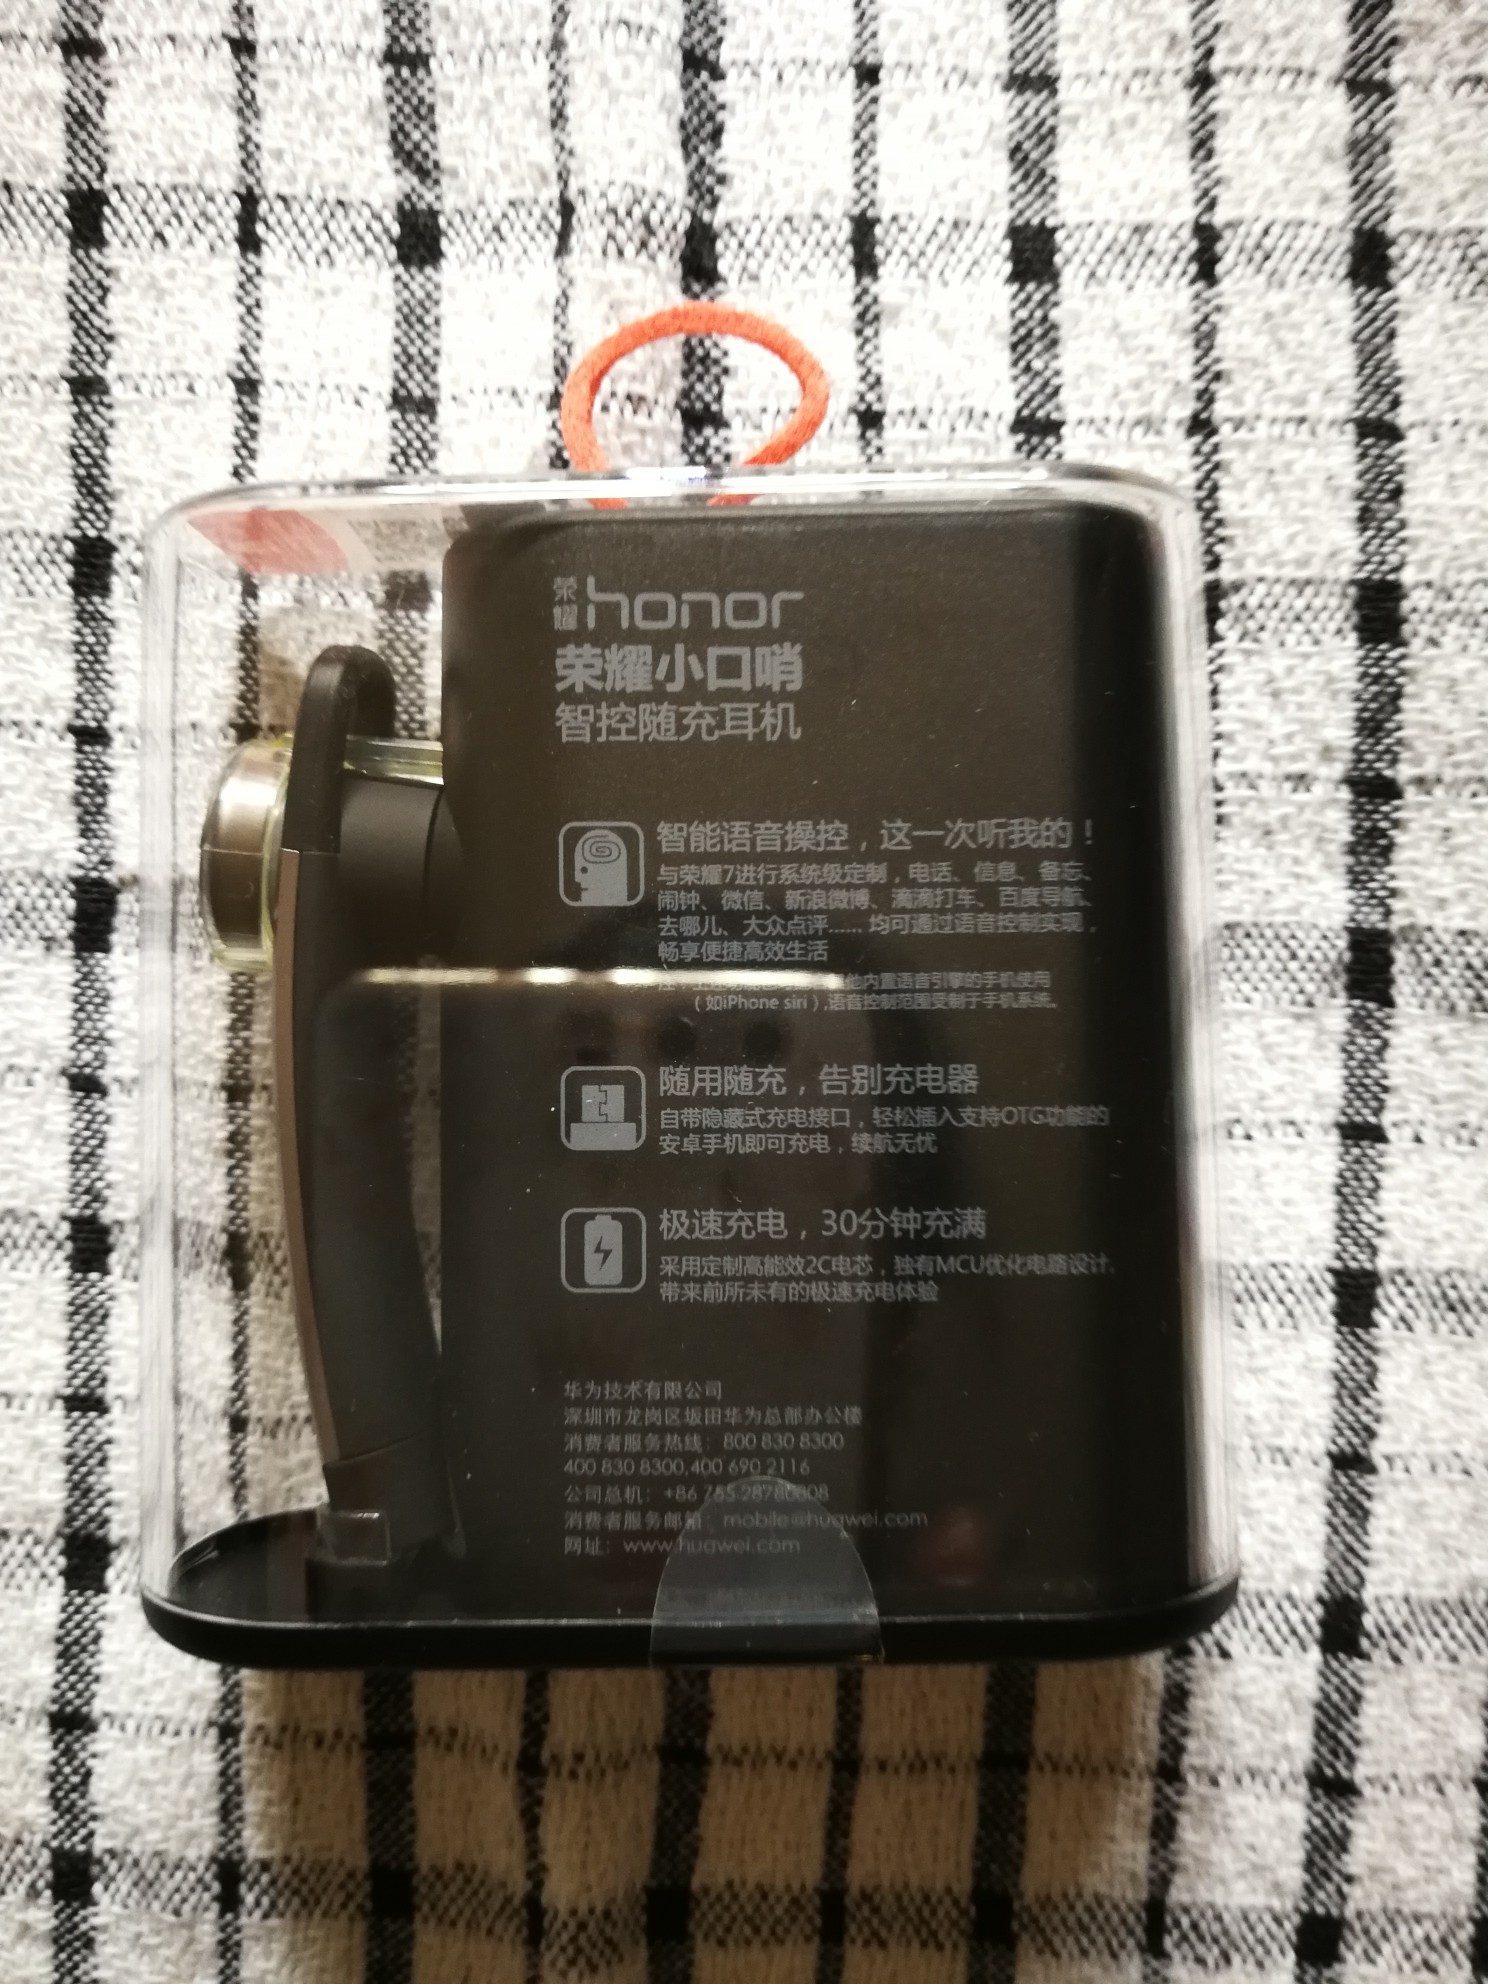 荣耀 honor
荣耀小口哨
智控随充耳机
智能语音操控，这一次听我的！
与荣耀7进行系统级定制，电话、信息、备忘、
闹钟、微信、新浪微博、滴滴打车、百度导航、
去哪儿、大众点评...... 均可通过语音控制实现，
畅享便捷高效生活
他内置语音引擎的手机使用
（如iPhone siri）,语音控制范围受制于手机系统。
随用随充，告别充电器
自带隐藏式充电接口，轻松插入支持OTG功能的
安卓手机即可充电，续航无忧
极速充电，30分钟充满
采用定制高能效2C电芯，独有MCU优化电路设计,
带来前所未有的极速充电体验
华为技术有限公司
深圳市龙岗区坂田华为总部办公楼
消费者服务热线：800 830 8300
400 830 8300,400 690 2116
公司总机：+86 755-28780808
消费者服务邮箱：mobile@huawei.com
网址：www.huawei.com